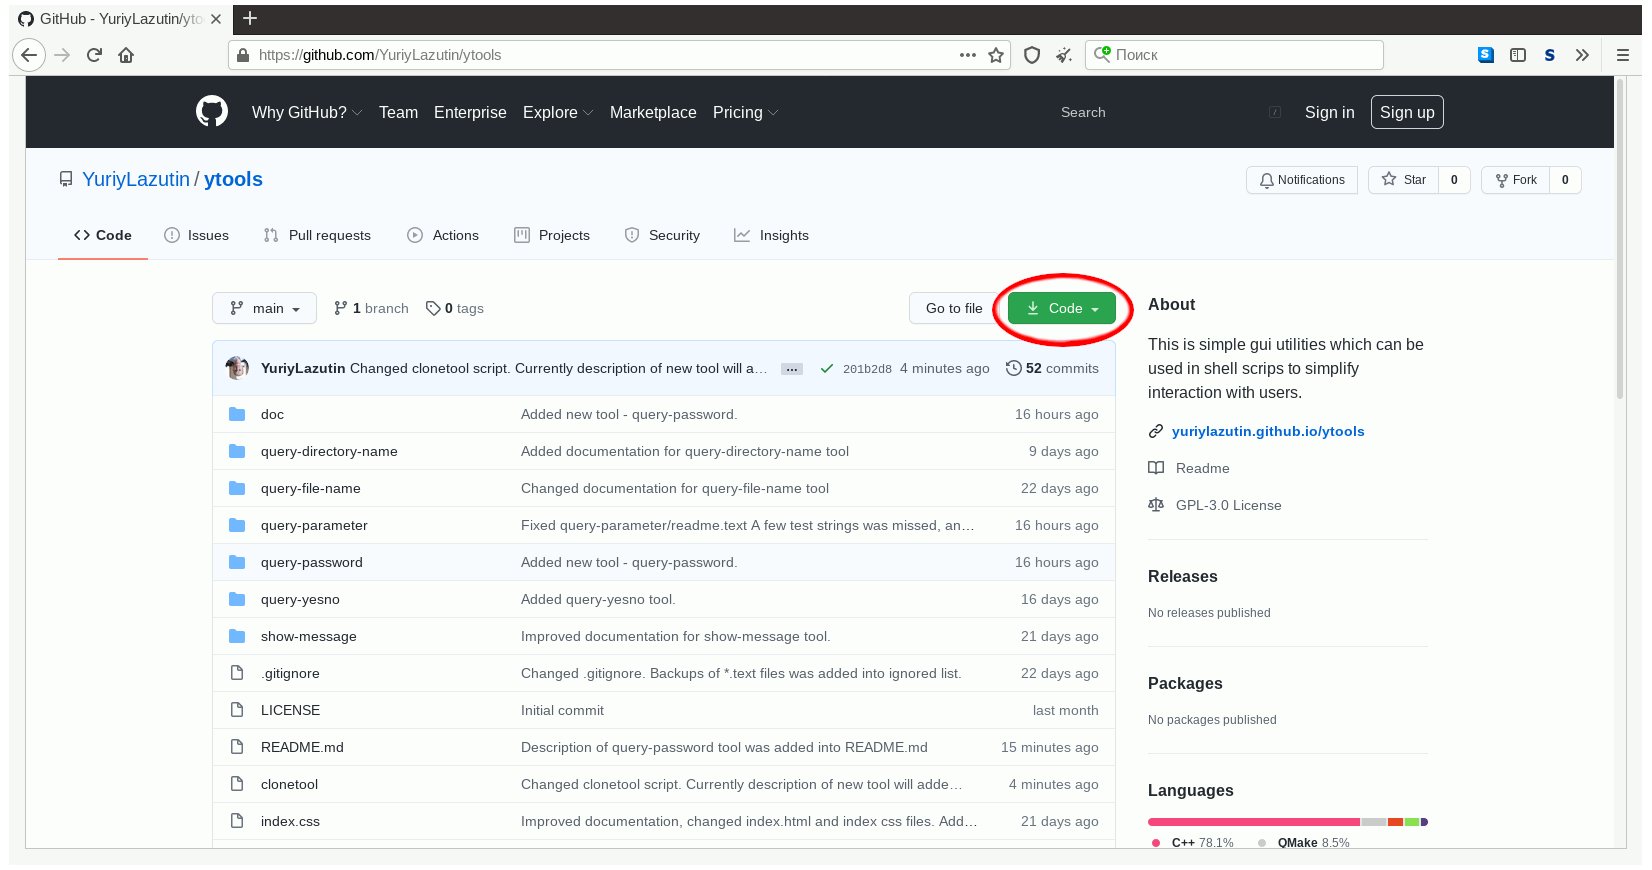 GitHub - YuriyLazutin/yto
https://github.com/YuriyLazutin/ytools
Поиск
Why GitHub? Team Enterprise Explore Marketplace Pricing Search / Sign in Sign up
YuriyLazutin / ytools
Notifications Star 0 Fork 0
Code Issues Pull requests Actions Projects Security Insights
main 1 branch 0 tags Go to file Code
YuriyLazutin Changed clonetool script. Currently description of new tool will a… ... 201b2d8 4 minutes ago 52 commits
doc Added new tool - query-password. 16 hours ago
query-directory-name Added documentation for query-directory-name tool 9 days ago
query-file-name Changed documentation for query-file-name tool 22 days ago
query-parameter Fixed query-parameter/readme.text A few test strings was missed, an… 16 hours ago
query-password Added new tool - query-password. 16 hours ago
query-yesno Added query-yesno tool. 16 days ago
show-message Improved documentation for show-message tool. 21 days ago
.gitignore Changed .gitignore. Backups of *.text files was added into ignored list. 22 days ago
LICENSE Initial commit last month
README.md Description of query-password tool was added into README.md 15 minutes ago
clonetool Changed clonetool script. Currently description of new tool will adde… 4 minutes ago
index.css Improved documentation, changed index.html and index css files. Add… 21 days ago
About
This is simple gui utilities which can be
used in shell scrips to simplify
interaction with users.
yuriylazutin.github.io/ytools
Readme
GPL-3.0 License
Releases
No releases published
Packages
No packages published
Languages
C++ 78.1% QMake 8.5%